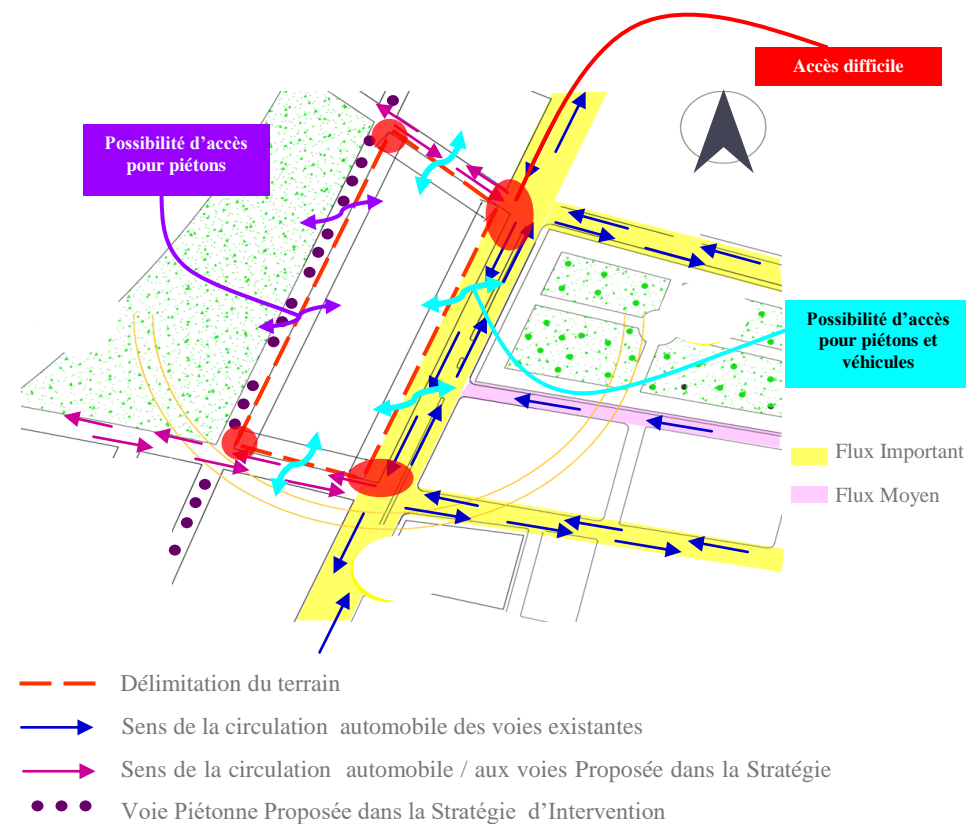 Accès difficile
Possibilité d’accès
pour piétons
Possibilité d’accès
pour piétons et
véhicules
Flux Important
Flux Moyen
Délimitation du terrain
Sens de la circulation automobile des voies existantes
Sens de la circulation automobile / aux voies Proposée dans la Stratégie
Voie Piétonne Proposée dans la Stratégie d’Intervention